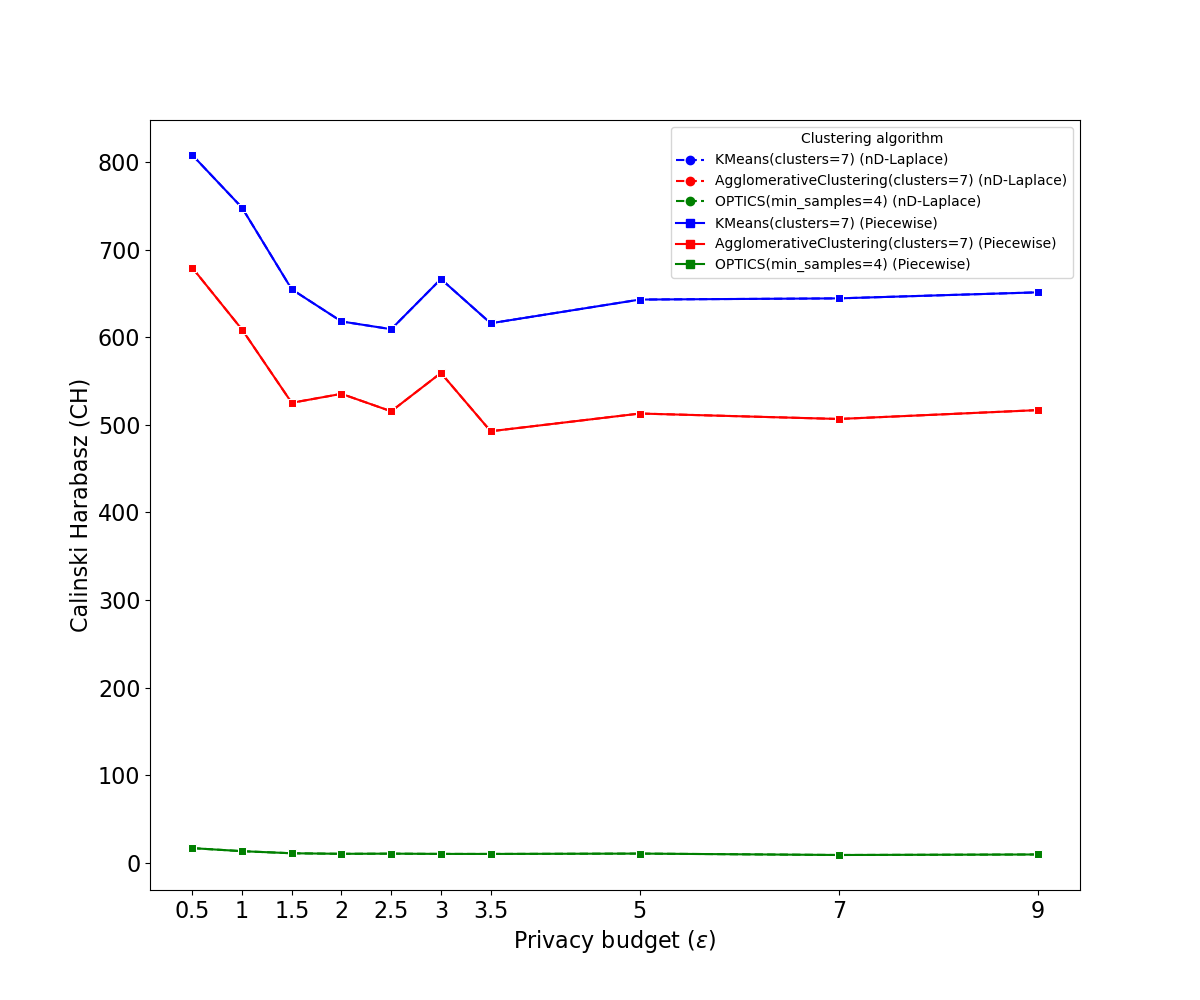 Clustering algorithm
KMeans(clusters=7) (nD-Laplace)
AgglomerativeClustering(clusters=7) (nD-Laplace)
OPTICS(min_samples=4) (nD-Laplace)
KMeans(clusters=7) (Piecewise)
AgglomerativeClustering(clusters=7) (Piecewise)
OPTICS(min_samples=4) (Piecewise)
Calinski Harabasz (CH)
800
700
600
500
400
300
200
100
0
0.5 1 1.5 2 2.5 3 3.5 5 7 9
Privacy budget (ε)